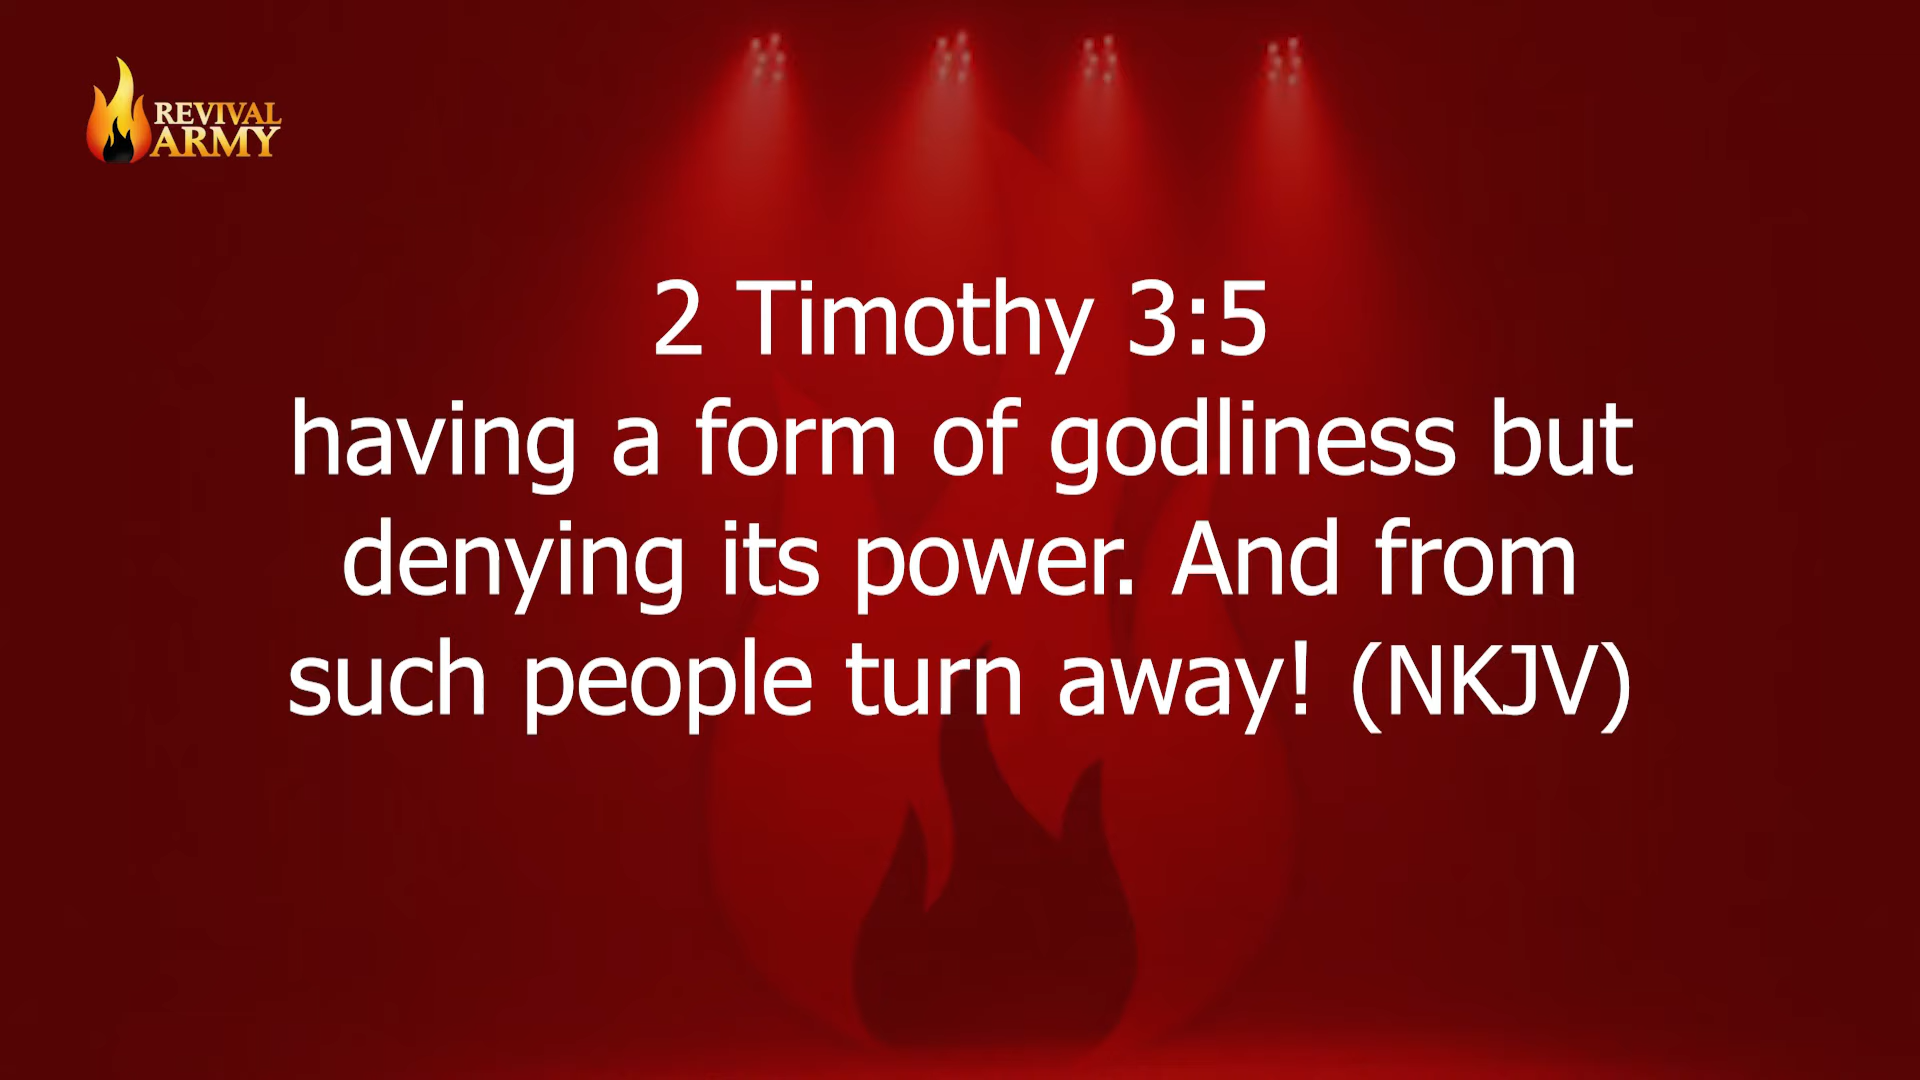 REVIVAL
ARMY
2 Timothy 3:5
having a form of godliness but
denying its power. And from
such people turn away! (NKJV)